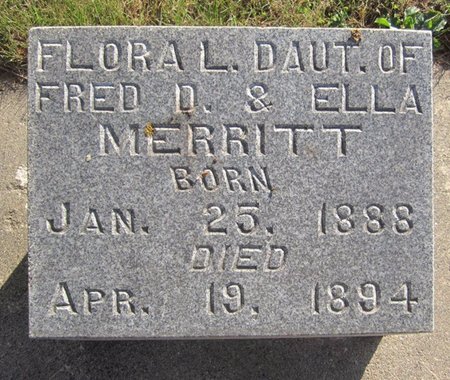 FLORA L. DAUT. OF
FRED D. & ELLA
MERRITT
BORN
JAN. 25. 1888
DIED
APR. 19. 1894